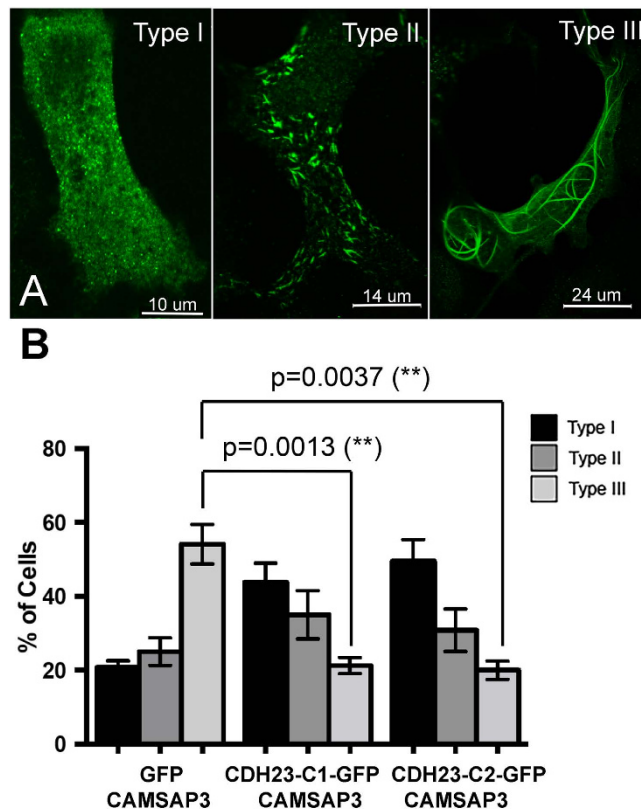 Type I
Type II
Type III
A
10 um
14 um
24 um
B
p=0.0037 (**)
p=0.0013 (**)
Type I
Type II
Type III
% of Cells
80
60
40
20
0
GFP CDH23-C1-GFP CDH23-C2-GFP
CAMSAP3 CAMSAP3 CAMSAP3